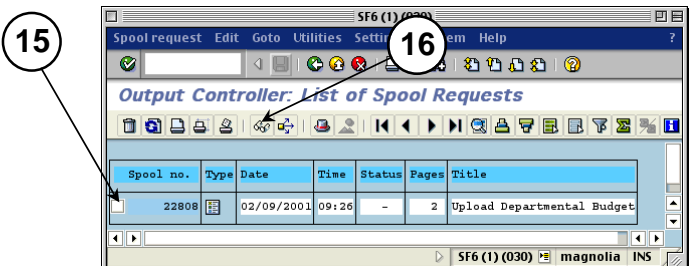 SF6 (1) (030)
Spool request Edit Goto Utilities Settin em Help ?
15
16
Output Controller: List of Spool Requests
Spool no. Type Date Time Status Pages Title
22808 02/09/2001 09:26 - 2 Upload Departmental Budget
SF6 (1) (030) magnolia INS